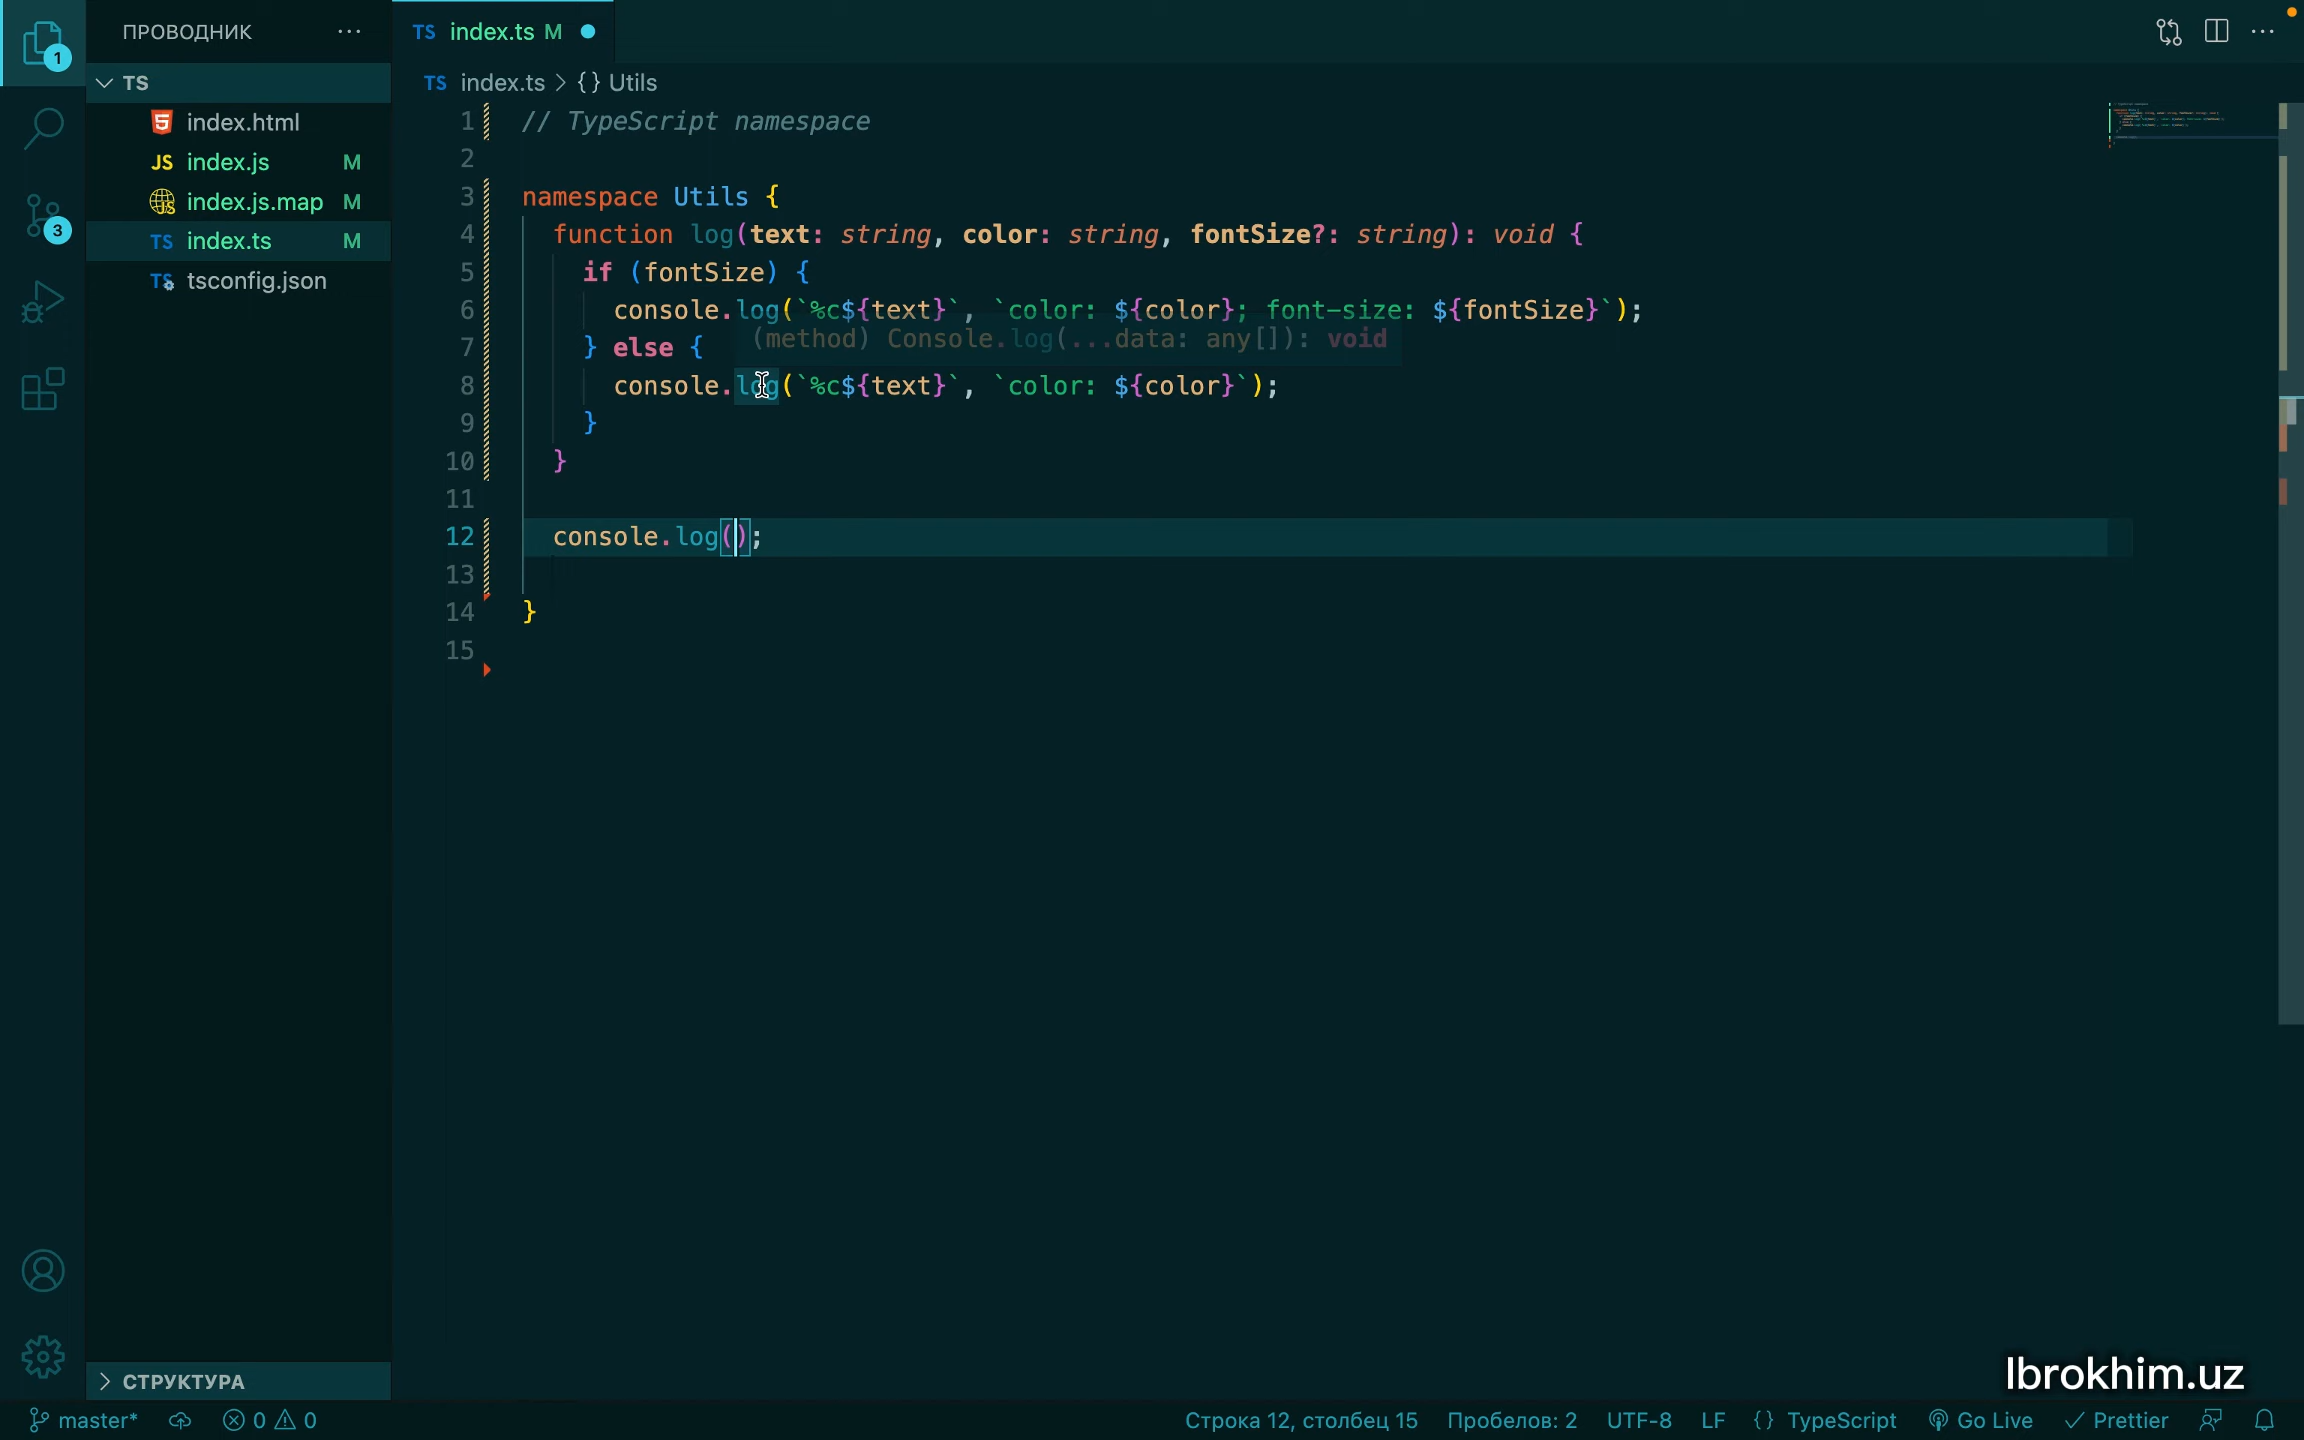 ПРОВОДНИК
TS index.ts M
1
TS
TS index.ts > {} Utils
index.html
JS index.js M
index.js.map M
TS index.ts M
tsconfig.json
3
1 // TypeScript namespace
2
3 namespace Utils {
4 function log(text: string, color: string, fontSize?: string): void {
5 if (fontSize) {
6 console.log(`%c${text}`, `color: ${color}; font-size: ${fontSize}`);
(method) Console.log(...data: any[]): void
7 } else {
8 console.log(`%c${text}`, `color: ${color}`);
9 }
10 }
11
12 console.log();
13
14 }
15
СТРУКТУРА
Ibrokhim.uz
master* 0 0 Строка 12, столбец 15 Пробелов: 2 UTF-8 LF {} TypeScript Go Live Prettier